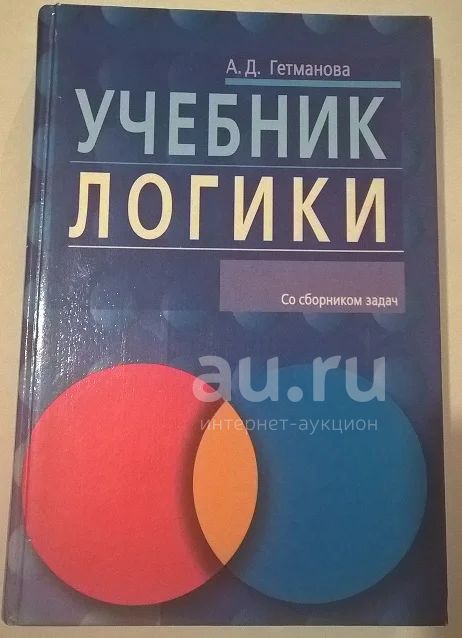 А. Д. Гетманова
УЧЕБНИК
ЛОГИКИ
Со сборником задач
au.ru
интернет-аукцион